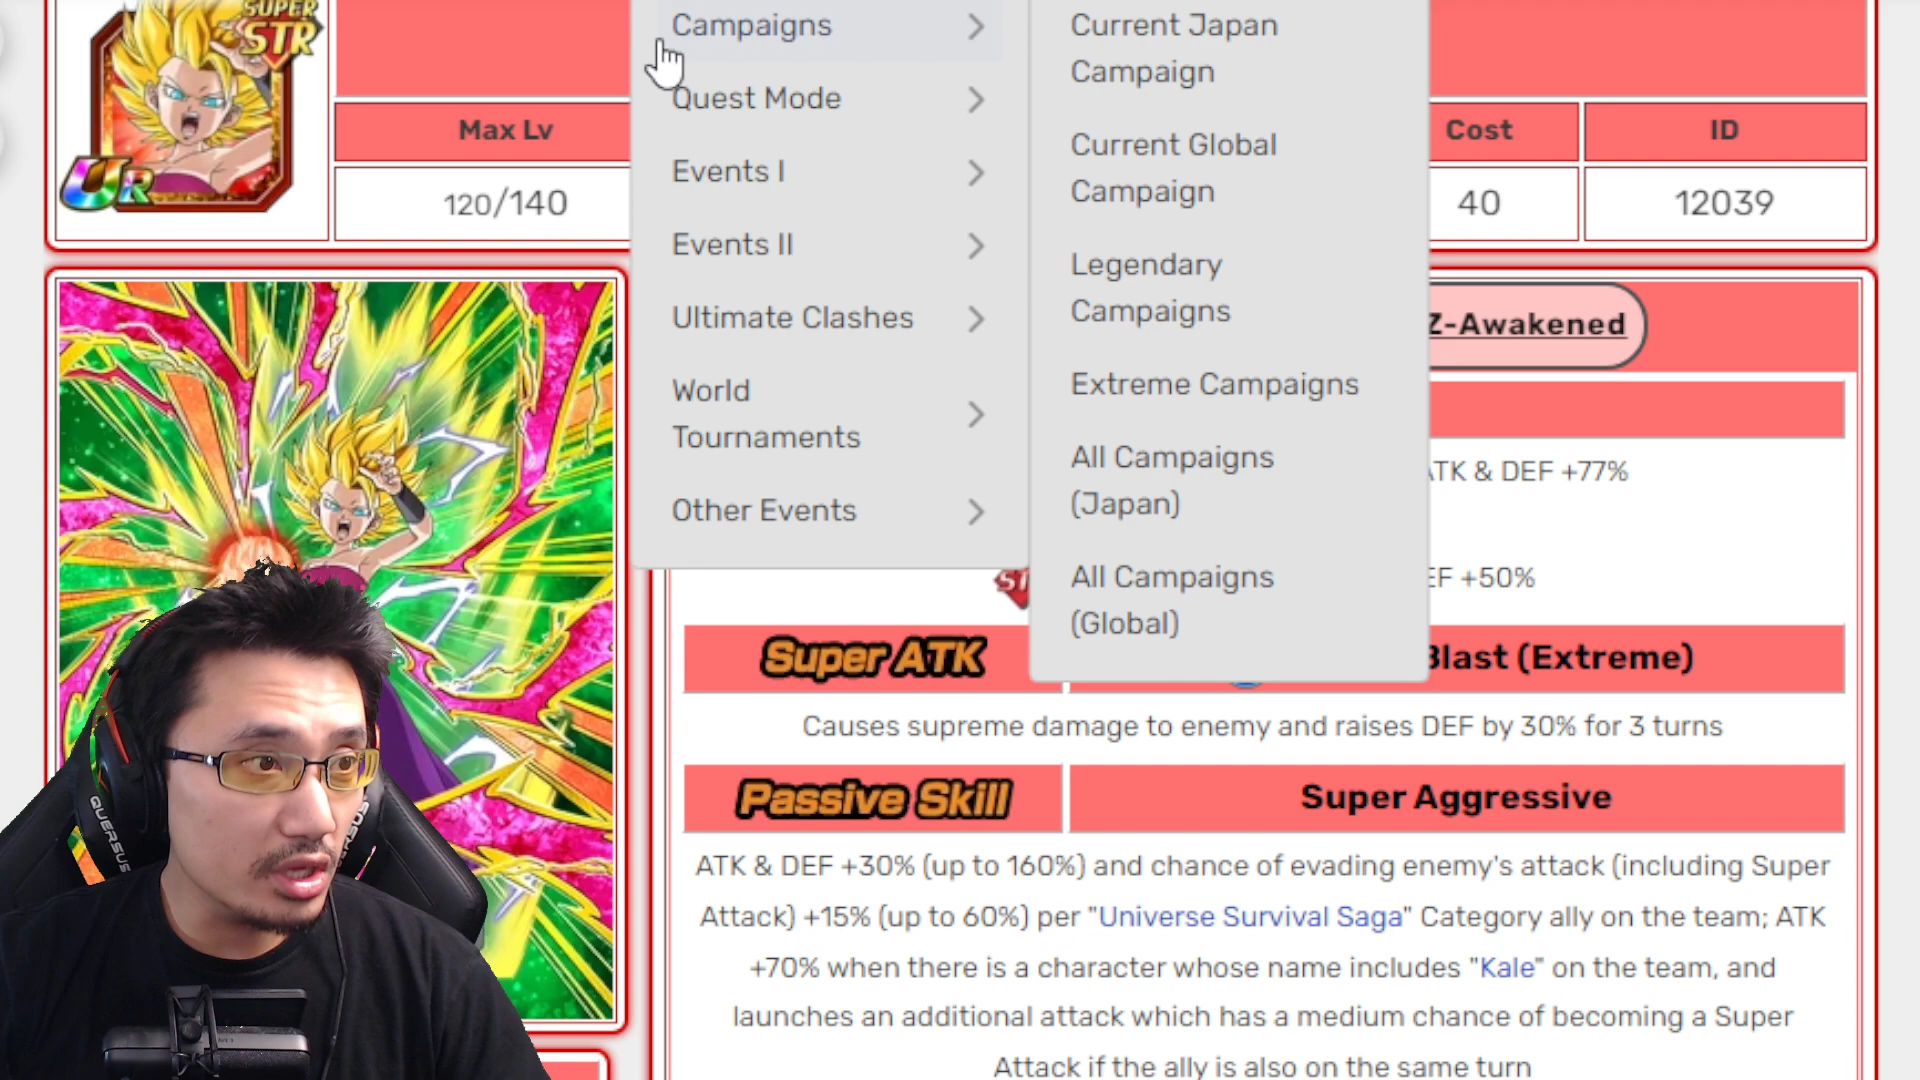 SUPER
STR
UR
Max Lv
120/140
Campaigns
Quest Mode
Events I
Events II
Ultimate Clashes
World
Tournaments
Other Events
Current Japan
Campaign
Current Global
Campaign
Legendary
Campaigns
Extreme Campaigns
All Campaigns
(Japan)
All Campaigns
(Global)
Cost
ID
40
12039
Z-Awakened
ATK & DEF +77%
EF +50%
ST
Super ATK
Blast (Extreme)
Causes supreme damage to enemy and raises DEF by 30% for 3 turns
Passive Skill
Super Aggressive
ATK & DEF +30% (up to 160%) and chance of evading enemy's attack (including Super
Attack) +15% (up to 60%) per "Universe Survival Saga" Category ally on the team; ATK
+70% when there is a character whose name includes "Kale" on the team, and
launches an additional attack which has a medium chance of becoming a Super
Attack if the ally is also on the same turn
QUERSUS